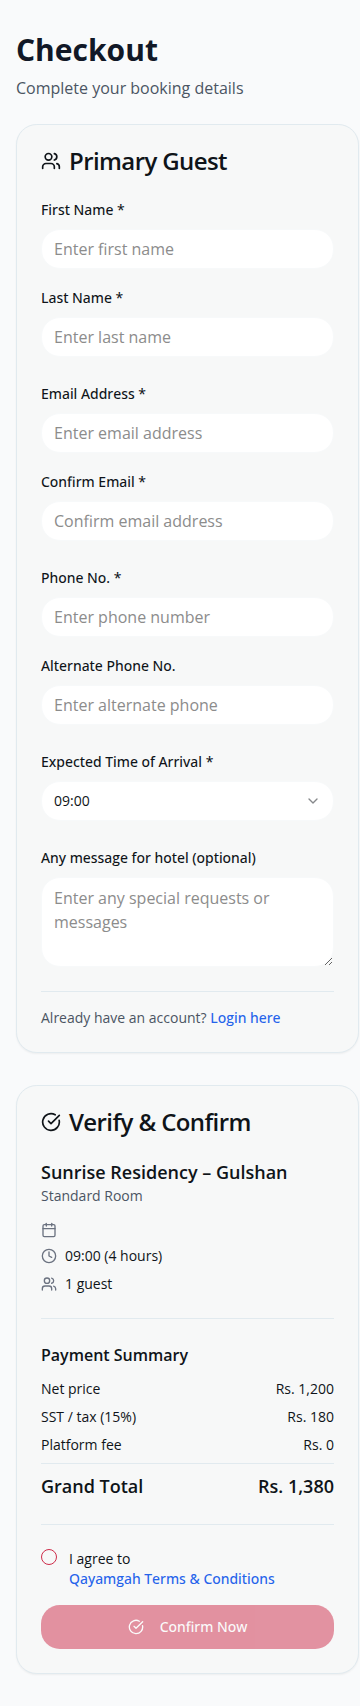 Checkout
Complete your booking details
Primary Guest
First Name *
Enter first name
Last Name *
Enter last name
Email Address *
Enter email address
Confirm Email *
Confirm email address
Phone No. *
Enter phone number
Alternate Phone No.
Enter alternate phone
Expected Time of Arrival *
09:00
Any message for hotel (optional)
Enter any special requests or
messages
Already have an account? Login here
Verify & Confirm
Sunrise Residency – Gulshan
Standard Room
09:00 (4 hours)
1 guest
Payment Summary
Net price Rs. 1,200
SST / tax (15%) Rs. 180
Platform fee Rs. 0
Grand Total Rs. 1,380
I agree to
Qayamgah Terms & Conditions
Confirm Now